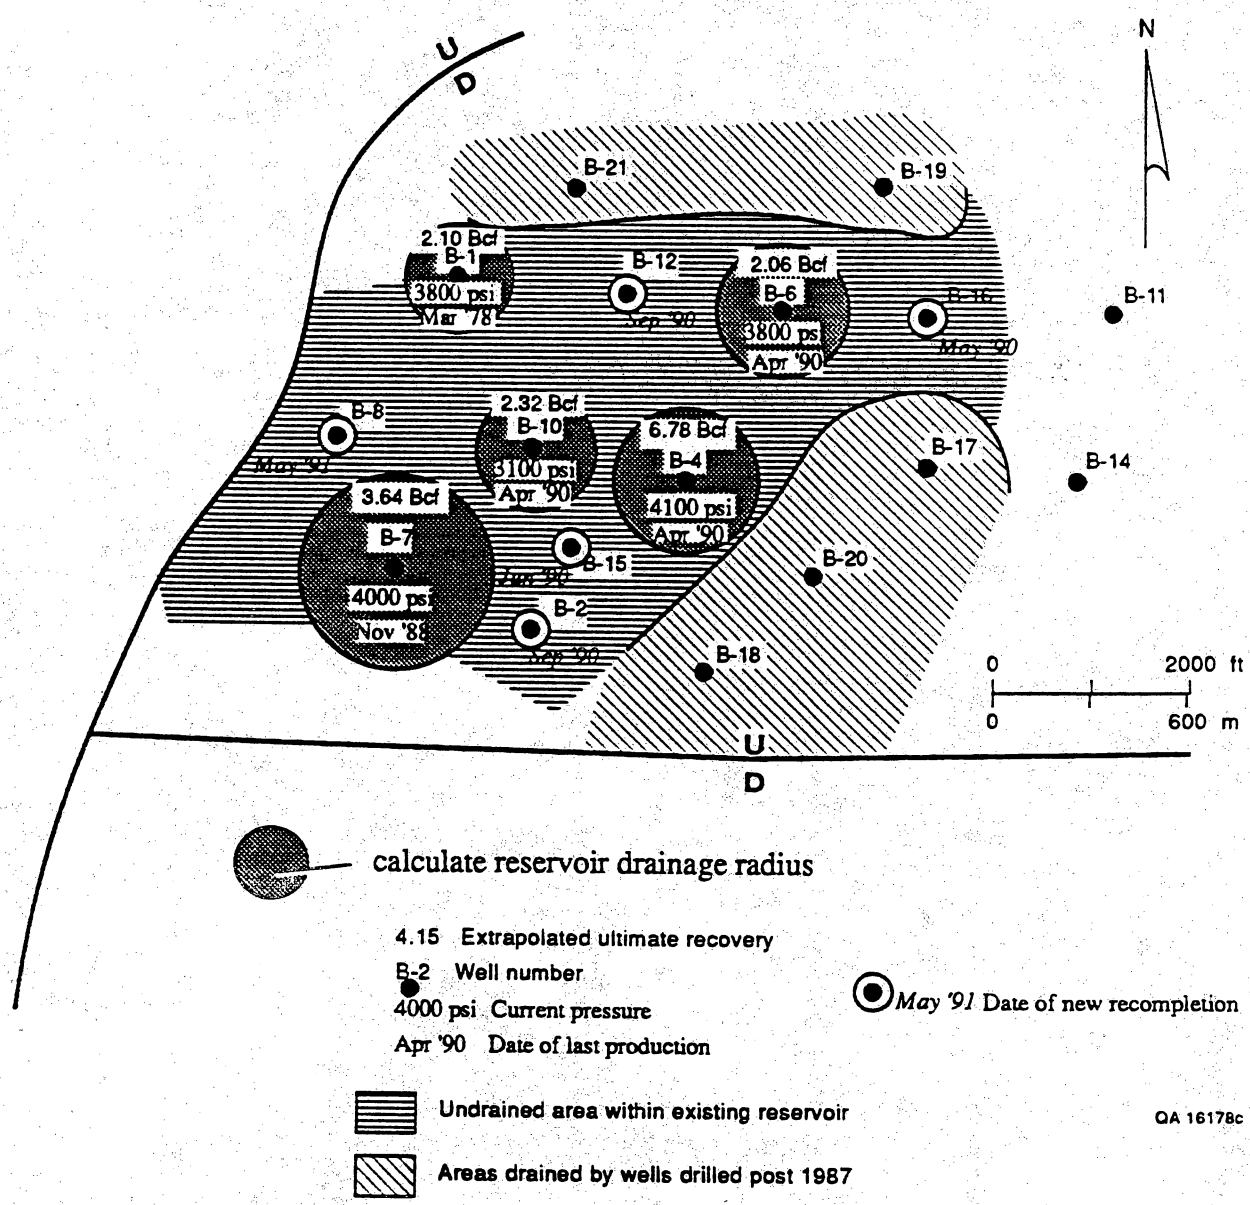 N
U
D
B-21
B-19
2.10 Bcf
B-1
3800 psi
Mar '78
B-12
Sep '90
2.06 Bcf
B-6
3800 psi
Apr '90
B-16
May '90
B-11
B-8
May '91
2.32 Bcf
B-10
3100 psi
Apr '90
6.78 Bcf
B-4
4100 psi
Apr '90
B-17
B-14
3.64 Bcf
B-7
4000 psi
Nov '88
B-15
Jun '90
B-2
Sep '90
B-20
B-18
0 2000 ft
0 600 m
U
D
calculate reservoir drainage radius
4.15 Extrapolated ultimate recovery
B-2 Well number
4000 psi Current pressure
Apr '90 Date of last production
May '91 Date of new recompletion
Undrained area within existing reservoir
QA 16178c
Areas drained by wells drilled post 1987